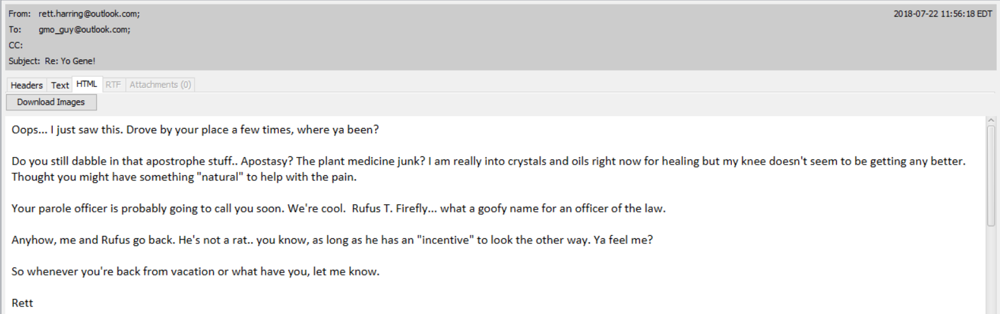 From: rett.harring@outlook.com; 2018-07-22 11:56:18 EDT
To: gmo_guy@outlook.com;
CC:
Subject: Re: Yo Gene!
Headers Text HTML RTF Attachments (0)
Download Images
Oops... I just saw this. Drove by your place a few times, where ya been?
Do you still dabble in that apostrophe stuff.. Apostasy? The plant medicine junk? I am really into crystals and oils right now for healing but my knee doesn't seem to be getting any better.
Thought you might have something "natural" to help with the pain.
Your parole officer is probably going to call you soon. We're cool.  Rufus T. Firefly... what a goofy name for an officer of the law.
Anyhow, me and Rufus go back. He's not a rat.. you know, as long as he has an "incentive" to look the other way. Ya feel me?
So whenever you're back from vacation or what have you, let me know.
Rett